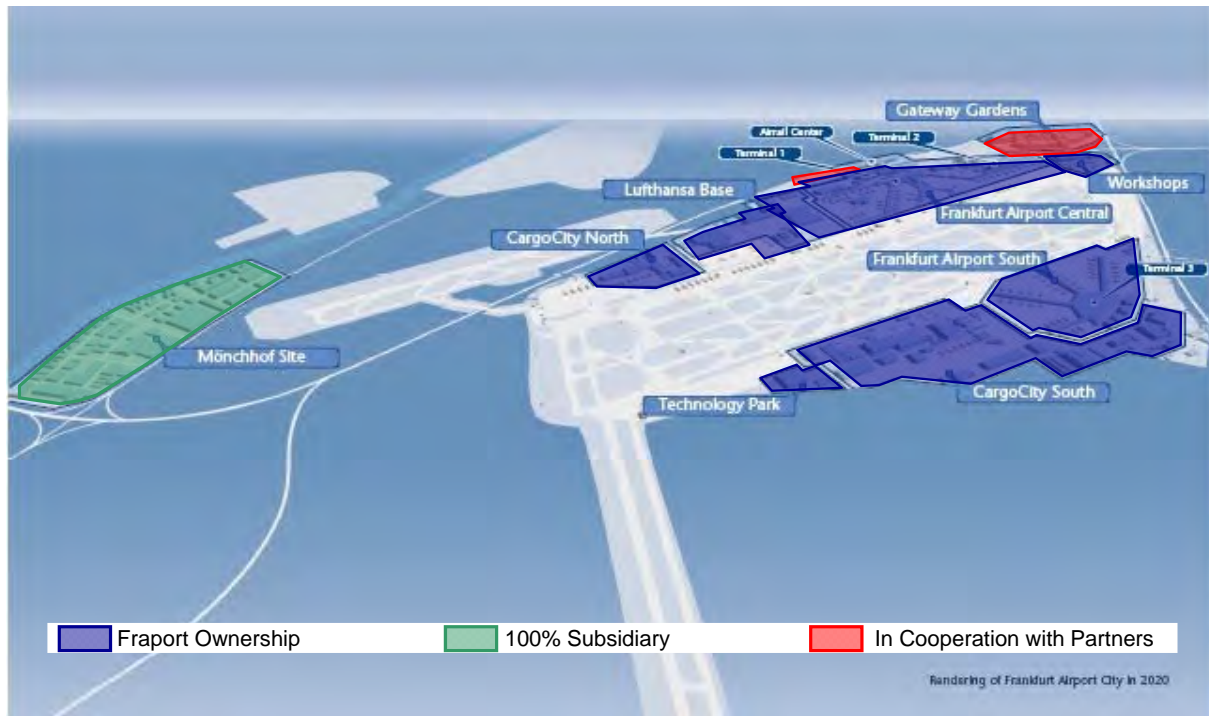 Gateway Gardens
Airrail Center
Terminal 2
Terminal 1
Lufthansa Base
Workshops
Frankfurt Airport Central
CargoCity North
Frankfurt Airport South
Terminal 3
Mönchhof Site
CargoCity South
Technology Park
Fraport Ownership
100% Subsidiary
In Cooperation with Partners
Rendering of Frankfurt Airport City in 2020